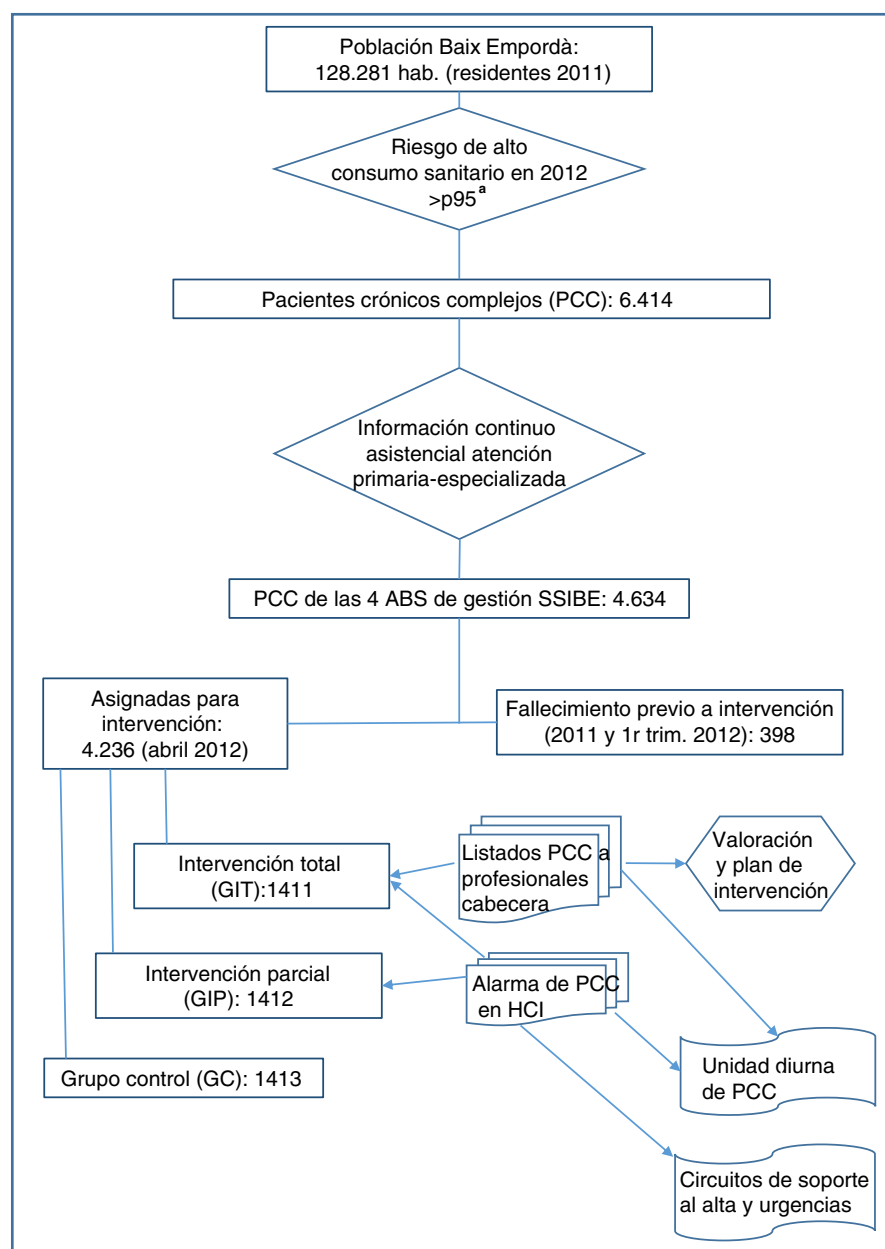 Población Baix Empordà:
128.281 hab. (residentes 2011)
Riesgo de alto
consumo sanitario en 2012
>p95ª
Pacientes crónicos complejos (PCC): 6.414
Información continuo
asistencial atención
primaria-especializada
PCC de las 4 ABS de gestión SSIBE: 4.634
Asignadas para
intervención:
4.236 (abril 2012)
Fallecimiento previo a intervención
(2011 y 1r trim. 2012): 398
Intervención total
(GIT):1411
Listados PCC a
profesionales
cabecera
Valoración
y plan de
intervención
Intervención parcial
(GIP): 1412
Alarma de PCC
en HCI
Grupo control (GC): 1413
Unidad diurna
de PCC
Circuitos de soporte
al alta y urgencias